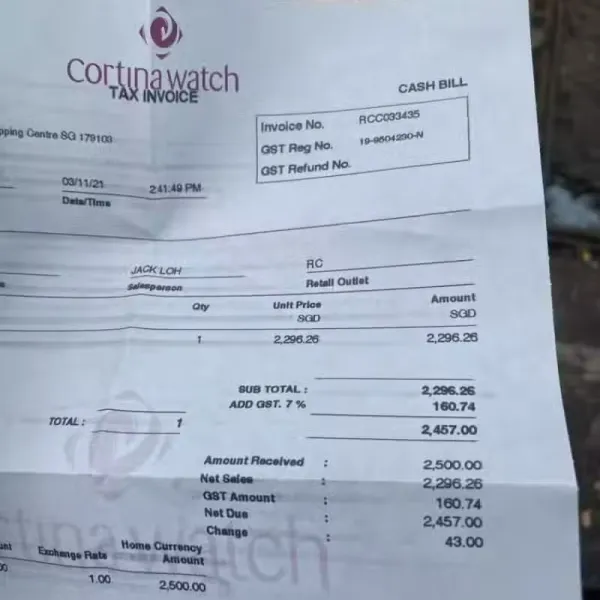 Cortina watch
TAX INVOICE
CASH BILL
Invoice No. RCC033435
GST Reg No. 19-9504290-N
GST Refund No.
pping Centre SG 179103
03/11/21 2:41:49 PM
Date/Time
JACK LOH RC
Salesperson Retail Outlet
Qty Unit Price Amount
SGD SGD
1 2,296.26 2,296.26
SUB TOTAL : 2,296.26
ADD GST. 7 % 160.74
TOTAL : 1 2,457.00
Amount Received : 2,500.00
Net Sales : 2,296.26
GST Amount : 160.74
Net Due : 2,457.00
Change : 43.00
Exchange Rate Home Currency Amount
1.00 2,500.00